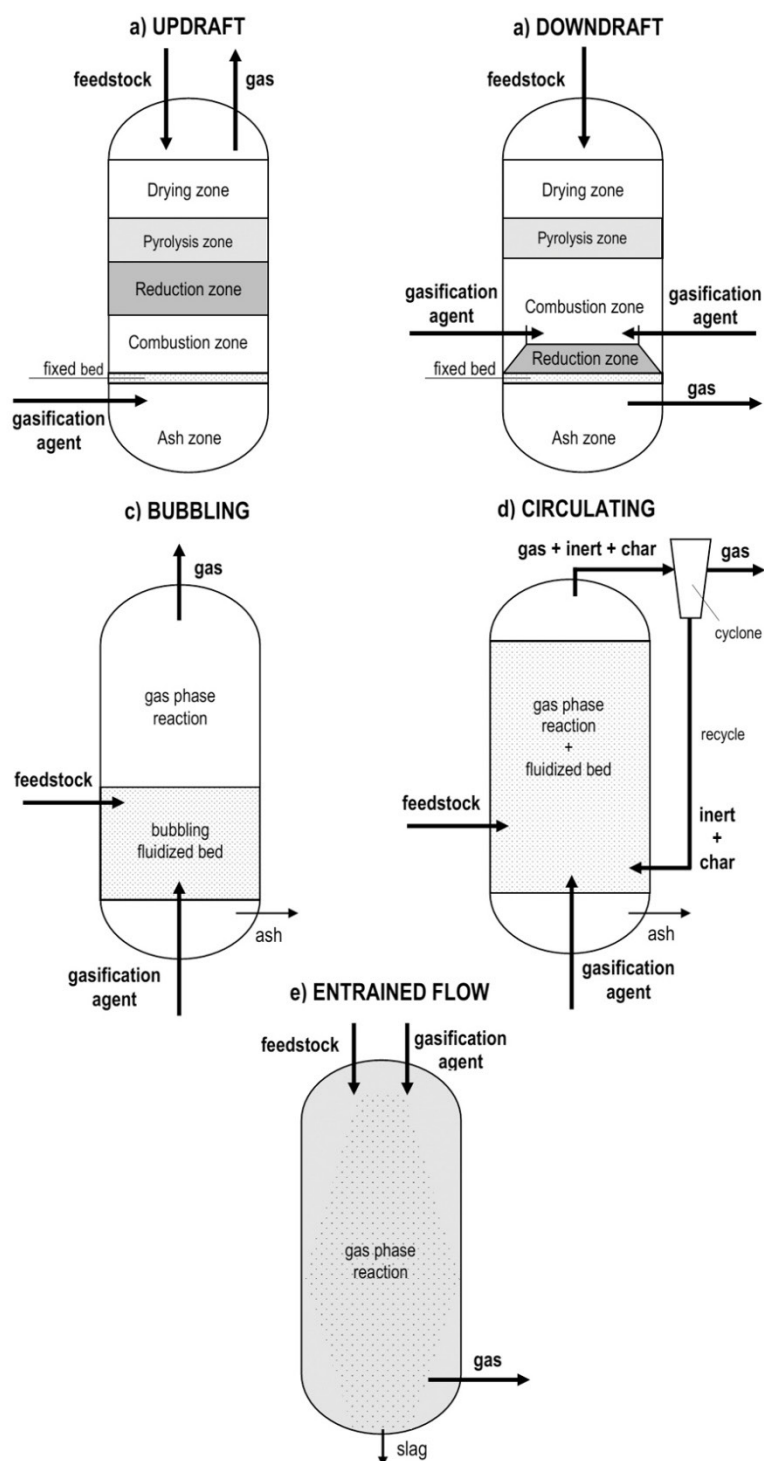 a) UPDRAFT
feedstock
gas
Drying zone
Pyrolysis zone
Reduction zone
Combustion zone
fixed bed
gasification
agent
Ash zone
a) DOWNDRAFT
feedstock
Drying zone
Pyrolysis zone
gasification
agent
Combustion zone
gasification
agent
Reduction zone
fixed bed
gas
Ash zone
c) BUBBLING
gas
gas phase
reaction
feedstock
bubbling
fluidized bed
ash
gasification
agent
d) CIRCULATING
gas + inert + char
gas
cyclone
gas phase
reaction
+
fluidized bed
recycle
feedstock
inert
+
char
ash
gasification
agent
e) ENTRAINED FLOW
feedstock
gasification
agent
gas phase
reaction
gas
slag